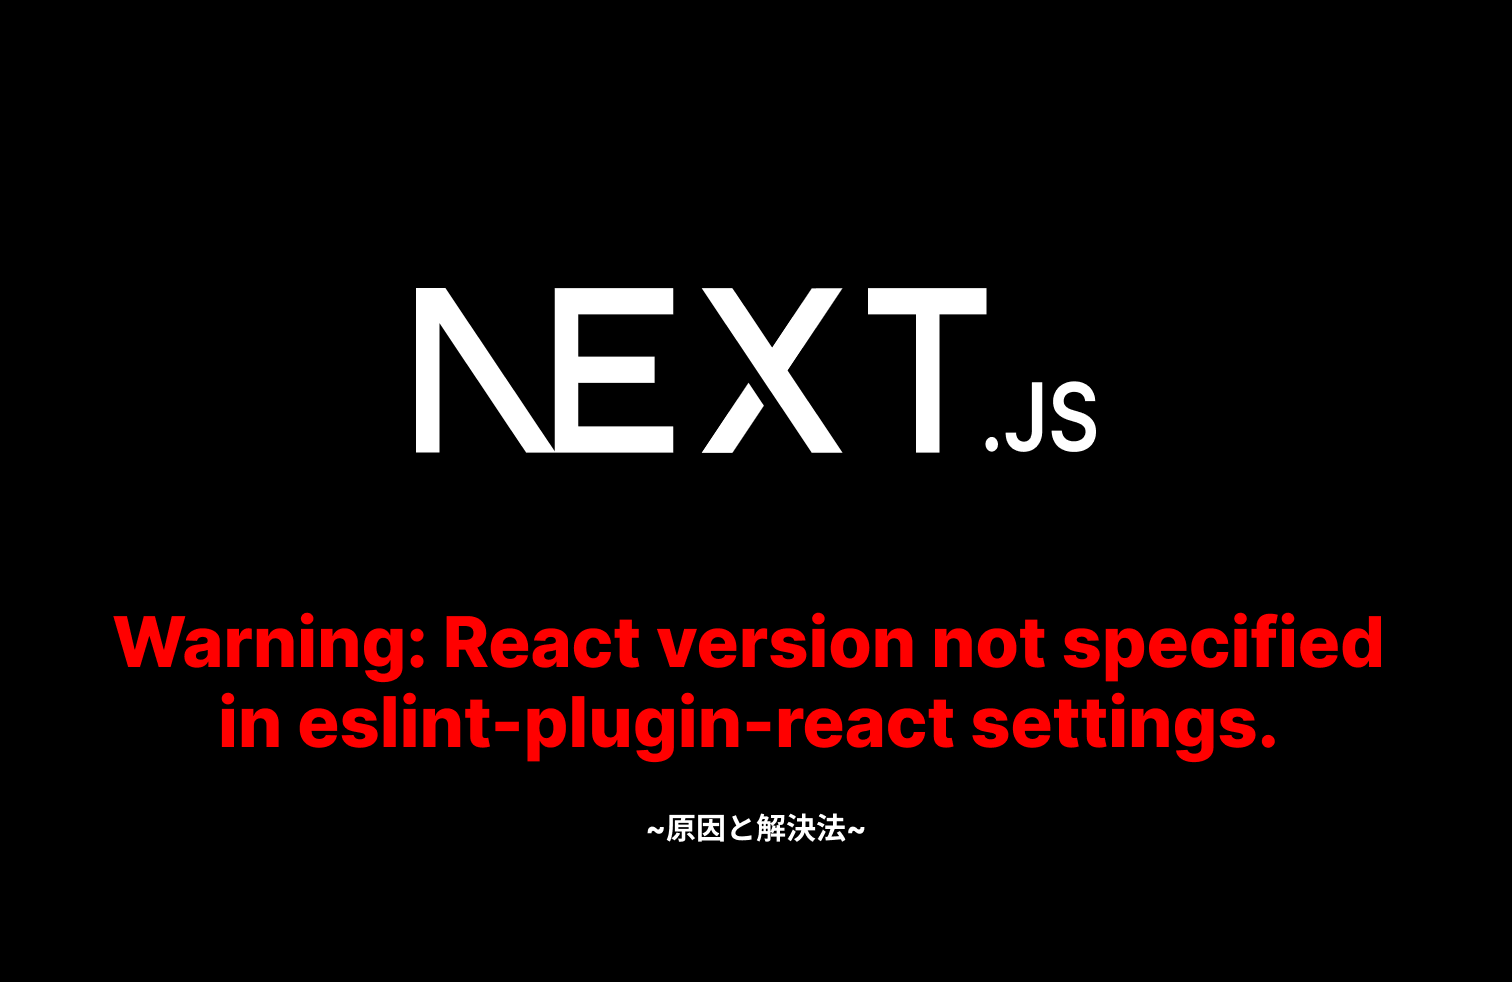 NEXT.JS
Warning: React version not specified
in eslint-plugin-react settings.
~原因と解決法~